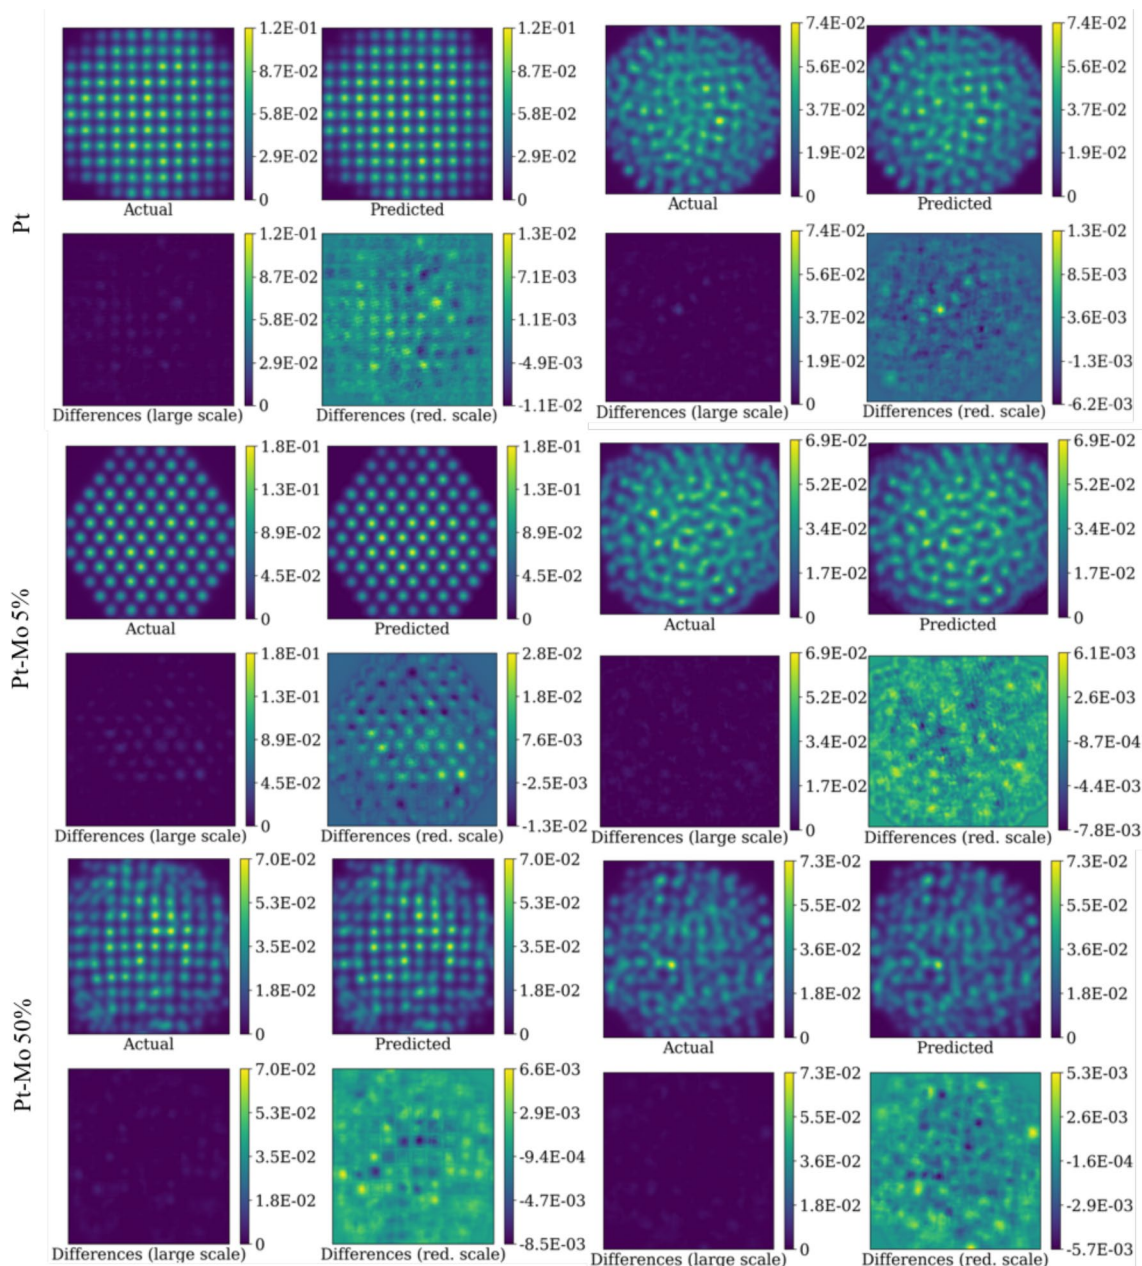 Pt
1.2E-01
8.7E-02
5.8E-02
2.9E-02
0
Actual
1.2E-01
8.7E-02
5.8E-02
2.9E-02
0
Predicted
7.4E-02
5.6E-02
3.7E-02
1.9E-02
0
Actual
7.4E-02
5.6E-02
3.7E-02
1.9E-02
0
Predicted
1.2E-01
8.7E-02
5.8E-02
2.9E-02
0
Differences (large scale)
1.3E-02
7.1E-03
1.1E-03
-4.9E-03
-1.1E-02
Differences (red. scale)
7.4E-02
5.6E-02
3.7E-02
1.9E-02
0
Differences (large scale)
1.3E-02
8.5E-03
3.6E-03
-1.3E-03
-6.2E-03
Differences (red. scale)
Pt-Mo 5%
1.8E-01
1.3E-01
8.9E-02
4.5E-02
0
Actual
1.8E-01
1.3E-01
8.9E-02
4.5E-02
0
Predicted
6.9E-02
5.2E-02
3.4E-02
1.7E-02
0
Actual
6.9E-02
5.2E-02
3.4E-02
1.7E-02
0
Predicted
1.8E-01
1.3E-01
8.9E-02
4.5E-02
0
Differences (large scale)
2.8E-02
1.8E-02
7.6E-03
-2.5E-03
-1.3E-02
Differences (red. scale)
6.9E-02
5.2E-02
3.4E-02
1.7E-02
0
Differences (large scale)
6.1E-03
2.6E-03
-8.7E-04
-4.4E-03
-7.8E-03
Differences (red. scale)
Pt-Mo 50%
7.0E-02
5.3E-02
3.5E-02
1.8E-02
0
Actual
7.0E-02
5.3E-02
3.5E-02
1.8E-02
0
Predicted
7.3E-02
5.5E-02
3.6E-02
1.8E-02
0
Actual
7.3E-02
5.5E-02
3.6E-02
1.8E-02
0
Predicted
7.0E-02
5.3E-02
3.5E-02
1.8E-02
0
Differences (large scale)
6.6E-03
2.9E-03
-9.4E-04
-4.7E-03
-8.5E-03
Differences (red. scale)
7.3E-02
5.5E-02
3.6E-02
1.8E-02
0
Differences (large scale)
5.3E-03
2.6E-03
-1.6E-04
-2.9E-03
-5.7E-03
Differences (red. scale)